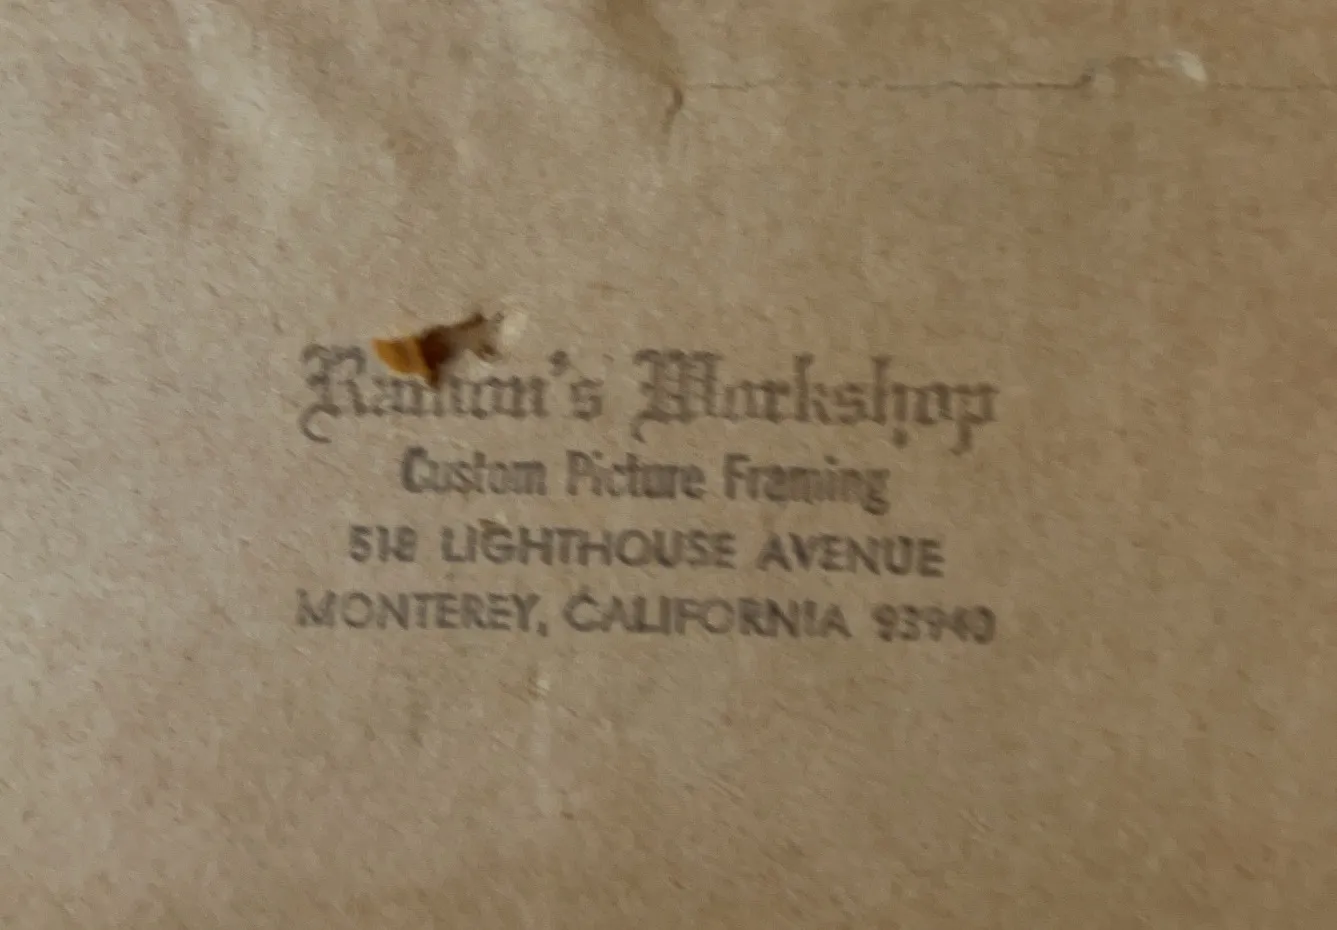 Ramon's Workshop
Custom Picture Framing
518 LIGHTHOUSE AVENUE
MONTEREY, CALIFORNIA 93940